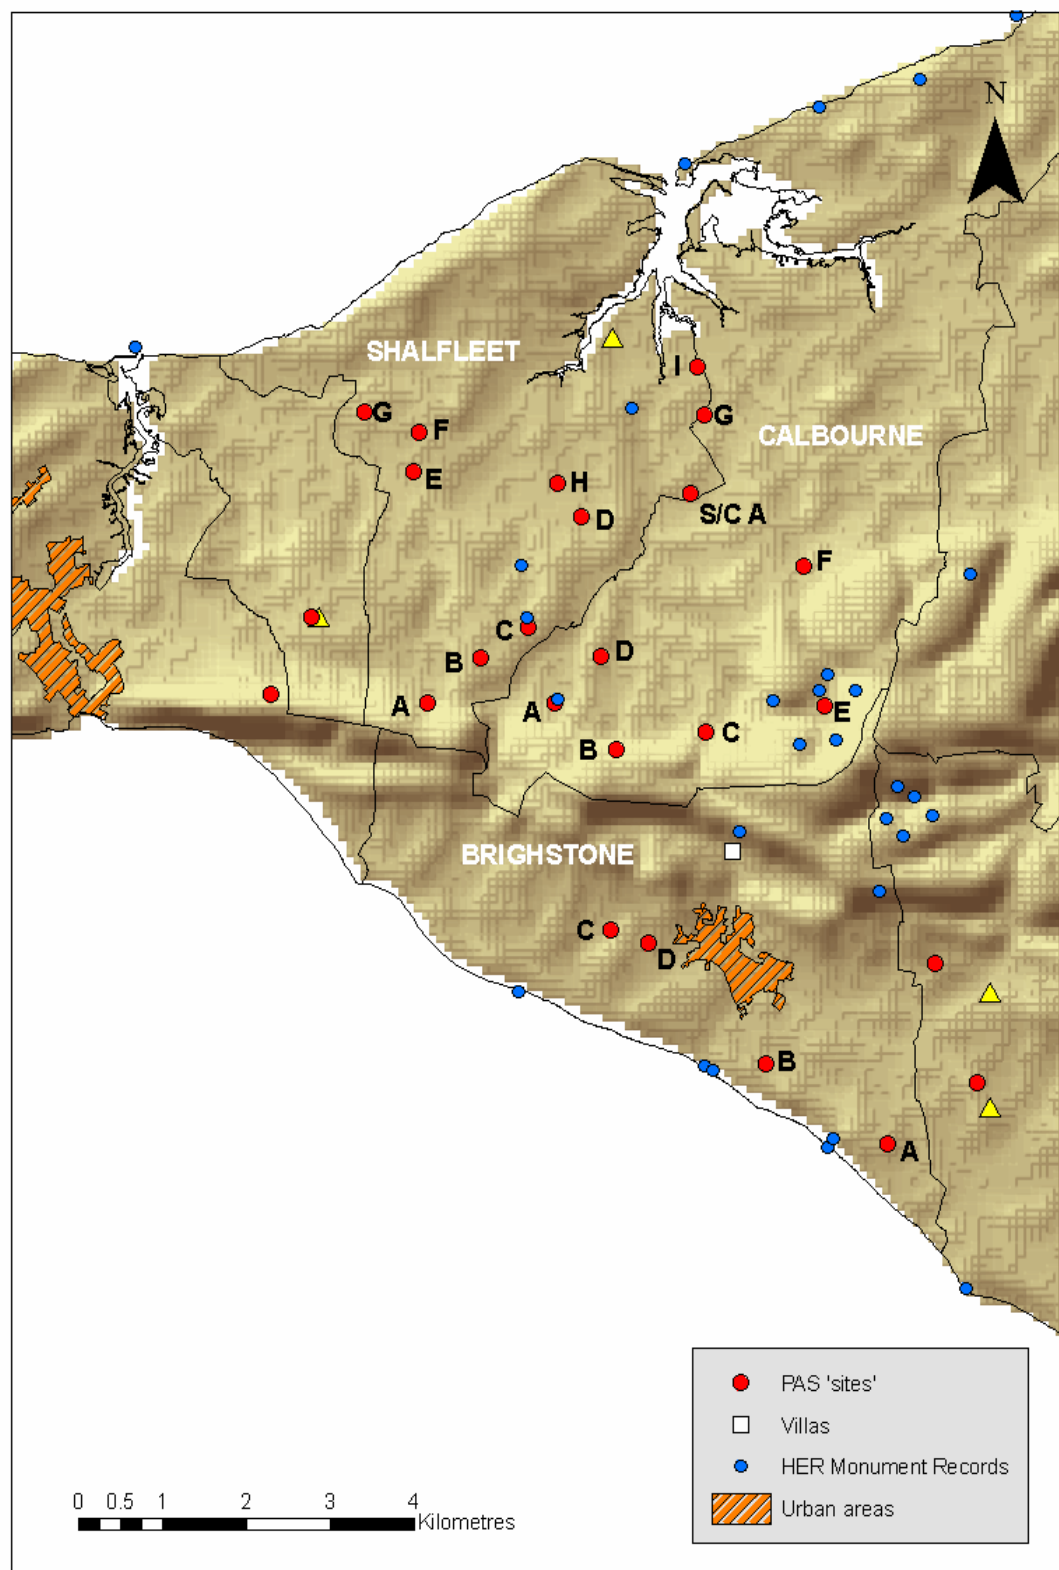 N
SHALFLEET
I
G
F
G
CALBOURNE
E
H
S/C A
D
F
C
B
D
A
A
E
C
B
BRIGHSTONE
C
D
B
A
PAS 'sites'
Villas
HER Monument Records
Urban areas
0 0.5 1 2 3 4
Kilometres